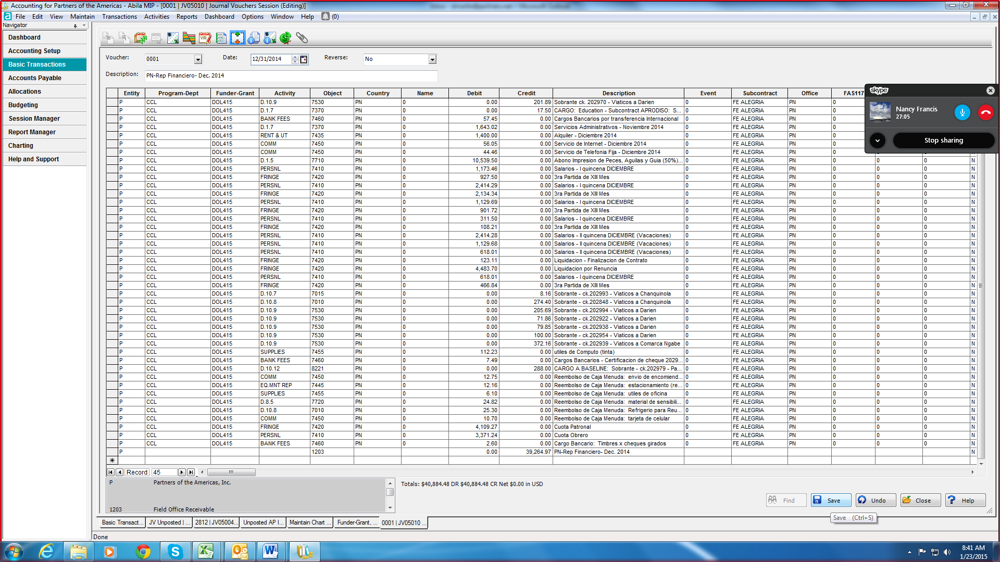 Accounting for Partners of the Americas - Abila MIP - [0001 | JV05010 | Journal Vouchers Session (Editing)]
File Edit View Maintain Transactions Activities Reports Dashboard Options Window Help (0)
Navigator
Dashboard
Accounting Setup
Basic Transactions
Accounts Payable
Allocations
Budgeting
Session Manager
Report Manager
Charting
Help and Support
Voucher: 0001 Date: 12/31/2014 Reverse: No
Description: PN-Rep Financiero- Dec. 2014
Entity Program-Dept Funder-Grant Activity Object Country Name Debit Credit Description Event Subcontract Office FAS117
P CCL DOL415 D.10.9 7530 PN 0 0.00 201.89 Sobrante ck. 202970 - Viaticos a Darien 0 FE ALEGRIA PN 0
P CCL DOL415 D.1.7 7370 PN 0 0.00 17.50 CARGO: Education - Subcontract APRODISO: S... 0 FE ALEGRIA PN 0
P CCL DOL415 BANK FEES 7460 PN 0 57.45 0.00 Cargos Bancarios por transferencia Internacional 0 FE ALEGRIA PN 0
P CCL DOL415 D.1.7 7370 PN 0 1,643.02 0.00 Servicios Administrativos - Noviembre 2014 0 FE ALEGRIA PN 0
P CCL DOL415 RENT & UT 7435 PN 0 1,400.00 0.00 Alquiler - Diciembre 2014 0 FE ALEGRIA PN 0
P CCL DOL415 COMM 7450 PN 0 56.05 0.00 Servicio de Internet - Diciembre 2014 0 FE ALEGRIA PN 0
P CCL DOL415 COMM 7450 PN 0 44.46 0.00 Servicio de Telefonia Fija - Diciembre 2014 0 FE ALEGRIA PN 0
P CCL DOL415 D.1.5 7710 PN 0 10,539.50 0.00 Abono Impresion de Peces, Aguilas y Guia (50%)... 0 FE ALEGRIA PN 0 0 0 N
P CCL DOL415 PERSNL 7410 PN 0 1,173.46 0.00 Salarios - I quincena DICIEMBRE 0 FE ALEGRIA PN 0 0 0 N
P CCL DOL415 FRINGE 7420 PN 0 927.50 0.00 3ra Partida de XIII Mes 0 FE ALEGRIA PN 0 0 0 N
P CCL DOL415 PERSNL 7410 PN 0 2,414.29 0.00 Salarios - I quincena DICIEMBRE 0 FE ALEGRIA PN 0 0 0 N
P CCL DOL415 FRINGE 7420 PN 0 2,134.34 0.00 3ra Partida de XIII Mes 0 FE ALEGRIA PN 0 0 0 N
P CCL DOL415 PERSNL 7410 PN 0 1,129.69 0.00 Salarios - I quincena DICIEMBRE 0 FE ALEGRIA PN 0 0 0 N
P CCL DOL415 FRINGE 7420 PN 0 901.72 0.00 3ra Partida de XIII Mes 0 FE ALEGRIA PN 0 0 0 N
P CCL DOL415 PERSNL 7410 PN 0 311.50 0.00 Salarios - I quincena DICIEMBRE 0 FE ALEGRIA PN 0 0 0 N
P CCL DOL415 FRINGE 7420 PN 0 108.21 0.00 3ra Partida de XIII Mes 0 FE ALEGRIA PN 0 0 0 N
P CCL DOL415 PERSNL 7410 PN 0 2,414.28 0.00 Salarios - II quincena DICIEMBRE (Vacaciones) 0 FE ALEGRIA PN 0 0 0 N
P CCL DOL415 PERSNL 7410 PN 0 1,129.68 0.00 Salarios - II quincena DICIEMBRE (Vacaciones) 0 FE ALEGRIA PN 0 0 0 N
P CCL DOL415 PERSNL 7410 PN 0 618.01 0.00 Salarios - II quincena DICIEMBRE (Vacaciones) 0 FE ALEGRIA PN 0 0 0 N
P CCL DOL415 FRINGE 7420 PN 0 123.11 0.00 Liquidacion - Finalizacion de Contrato 0 FE ALEGRIA PN 0 0 0 N
P CCL DOL415 FRINGE 7420 PN 0 4,483.70 0.00 Liquidacion por Renuncia 0 FE ALEGRIA PN 0 0 0 N
P CCL DOL415 PERSNL 7410 PN 0 618.01 0.00 Salarios - I quincena DICIEMBRE 0 FE ALEGRIA PN 0 0 0 N
P CCL DOL415 FRINGE 7420 PN 0 466.84 0.00 3ra Partida de XIII Mes 0 FE ALEGRIA PN 0 0 0 N
P CCL DOL415 D.10.7 7015 PN 0 0.00 8.16 Sobrante - ck.202993 - Viaticos a Chanquinola 0 FE ALEGRIA PN 0 0 0 N
P CCL DOL415 D.10.8 7010 PN 0 0.00 274.40 Sobrante - ck.202848 - Viaticos a Chanquinola 0 FE ALEGRIA PN 0 0 0 N
P CCL DOL415 D.10.9 7530 PN 0 0.00 205.69 Sobrante - ck.202994 - Viaticos a Darien 0 FE ALEGRIA PN 0 0 0 N
P CCL DOL415 D.10.9 7530 PN 0 0.00 71.86 Sobrante - ck.202922 - Viaticos a Darien 0 FE ALEGRIA PN 0 0 0 N
P CCL DOL415 D.10.9 7530 PN 0 0.00 79.85 Sobrante - ck.202938 - Viaticos a Darien 0 FE ALEGRIA PN 0 0 0 N
P CCL DOL415 D.10.9 7530 PN 0 0.00 100.00 Sobrante - ck.202954 - Viaticos a Darien 0 FE ALEGRIA PN 0 0 0 N
P CCL DOL415 D.10.9 7530 PN 0 0.00 372.16 Sobrante - ck.202939 - Viaticos a Comarca Ngabe 0 FE ALEGRIA PN 0 0 0 N
P CCL DOL415 SUPPLIES 7455 PN 0 112.23 0.00 utiles de Computo (tinta) 0 FE ALEGRIA PN 0 0 0 N
P CCL DOL415 BANK FEES 7460 PN 0 7.49 0.00 Cargos Bancarios - Certificacion de cheque 2029... 0 FE ALEGRIA PN 0 0 0 N
P CCL DOL415 D.10.12 8221 PN 0 0.00 288.00 CARGO A BASELINE: Sobrante - ck.202979 - Pa... 0 FE ALEGRIA PN 0 0 0 N
P CCL DOL415 COMM 7450 PN 0 12.75 0.00 Reembolso de Caja Menuda: envio de encomiend... 0 FE ALEGRIA PN 0 0 0 N
P CCL DOL415 EQ.MNT REP 7445 PN 0 12.16 0.00 Reembolso de Caja Menuda: estacionamiento (re... 0 FE ALEGRIA PN 0 0 0 N
P CCL DOL415 SUPPLIES 7455 PN 0 6.10 0.00 Reembolso de Caja Menuda: utiles de oficina 0 FE ALEGRIA PN 0 0 0 N
P CCL DOL415 D.8.5 7720 PN 0 24.82 0.00 Reembolso de Caja Menuda: material de sensibili... 0 FE ALEGRIA PN 0 0 0 N
P CCL DOL415 D.10.8 7010 PN 0 25.30 0.00 Reembolso de Caja Menuda: Refrigerio para Reu... 0 FE ALEGRIA PN 0 0 0 N
P CCL DOL415 COMM 7450 PN 0 10.70 0.00 Reembolso de Caja Menuda: tarjeta de celular 0 FE ALEGRIA PN 0 0 0 N
P CCL DOL415 FRINGE 7420 PN 0 4,109.27 0.00 Cuota Patronal 0 FE ALEGRIA PN 0 0 0 N
P CCL DOL415 PERSNL 7410 PN 0 3,371.24 0.00 Cuota Obrero 0 FE ALEGRIA PN 0 0 0 N
P CCL DOL415 BANK FEES 7460 PN 0 2.60 0.00 Cargo Bancario: Timbres x cheques girados 0 FE ALEGRIA PN 0 0 0 N
P 1203 0.00 39,264.97 PN-Rep Financiero- Dec. 2014 N
skype
Nancy Francis
27:05
Stop sharing
Record 45
P Partners of the Americas, Inc.
1203 Field Office Receivable
Totals: $40,884.48 DR $40,884.48 CR Net $0.00 in USD
Find Save Undo Close Help
Save (Ctrl+S)
Basic Transact... JV Unposted | ... 2812 | JV05004... Unposted AP I... Maintain Chart ... Funder-Grant, ... 0001 | JV05010 ...
Done
8:41 AM
1/23/2015